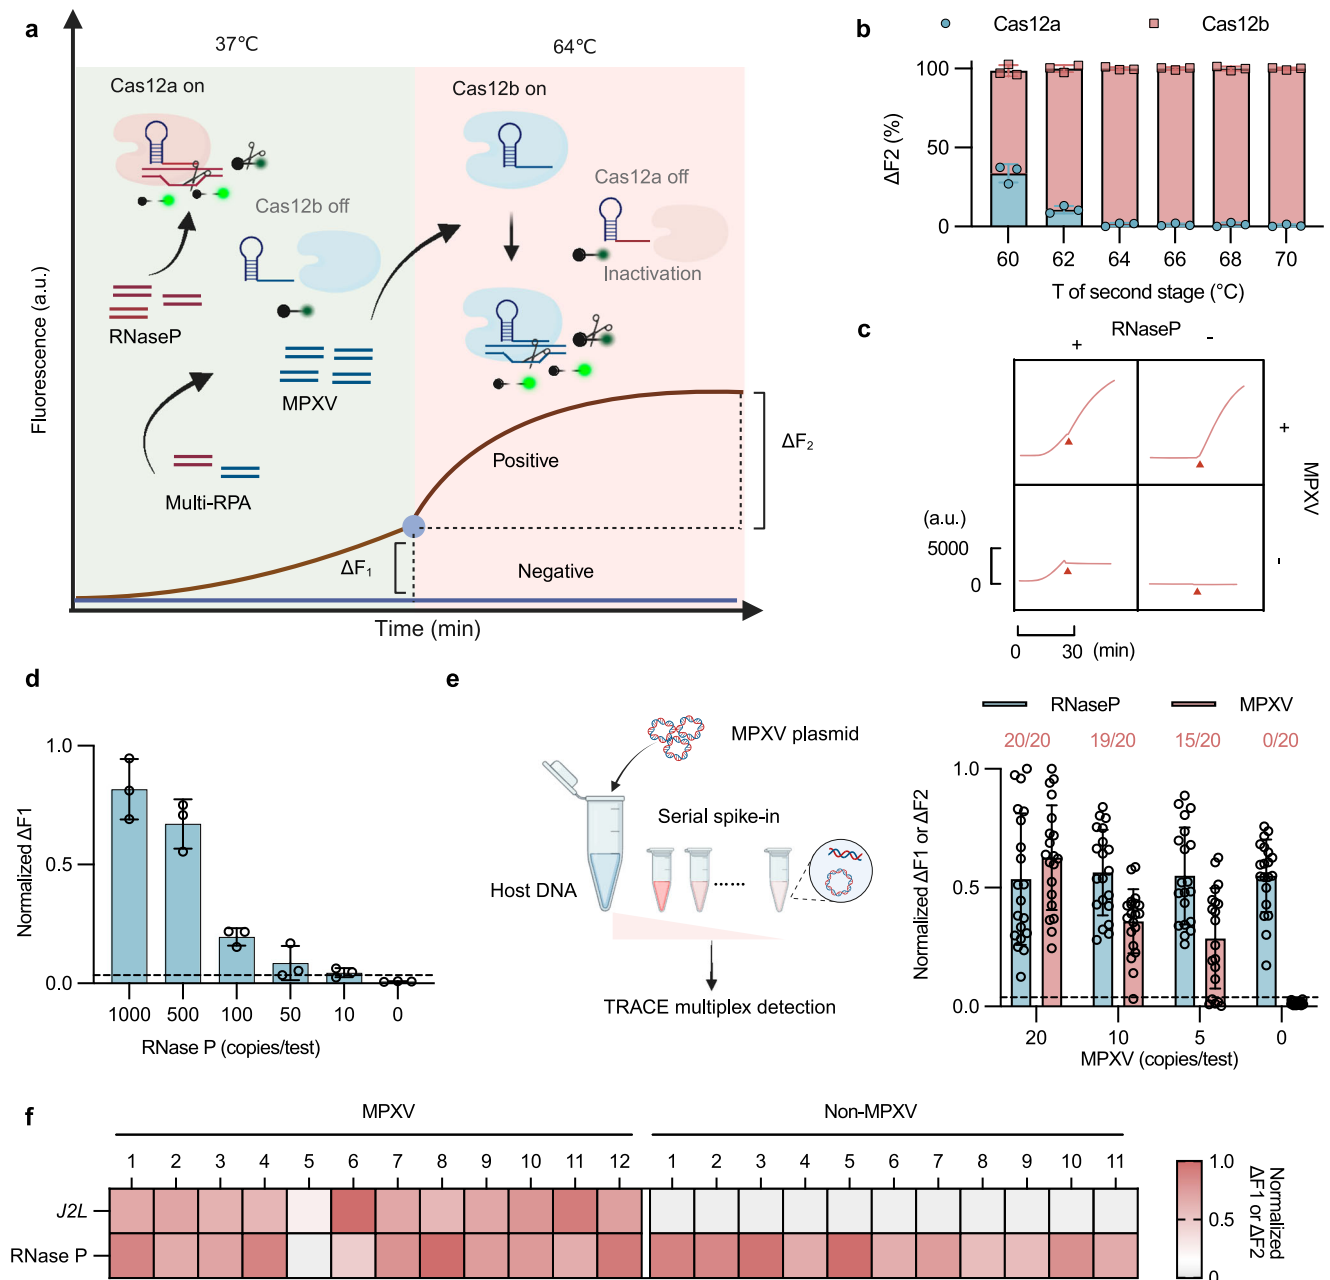 a
37℃
64℃
Cas12a on
Cas12b on
Cas12b off
Cas12a off
Inactivation
RNaseP
MPXV
Multi-RPA
Positive
Negative
ΔF1
ΔF2
Fluorescence (a.u.)
Time (min)
b
Cas12a
Cas12b
ΔF2 (%)
100
50
0
60 62 64 66 68 70
T of second stage (°C)
c
RNaseP
+ -
+
MPXV
-
(a.u.)
5000
0
0 30 (min)
d
Normalized ΔF1
1.0
0.5
0.0
1000 500 100 50 10 0
RNase P (copies/test)
e
MPXV plasmid
Serial spike-in
Host DNA
......
TRACE multiplex detection
RNaseP
MPXV
20/20 19/20 15/20 0/20
Normalized ΔF1 or ΔF2
1.0
0.5
0.0
20 10 5 0
MPXV (copies/test)
f
MPXV
Non-MPXV
1 2 3 4 5 6 7 8 9 10 11 12 1 2 3 4 5 6 7 8 9 10 11
J2L
RNase P
1.0
0.5
0
Normalized
ΔF1 or ΔF2